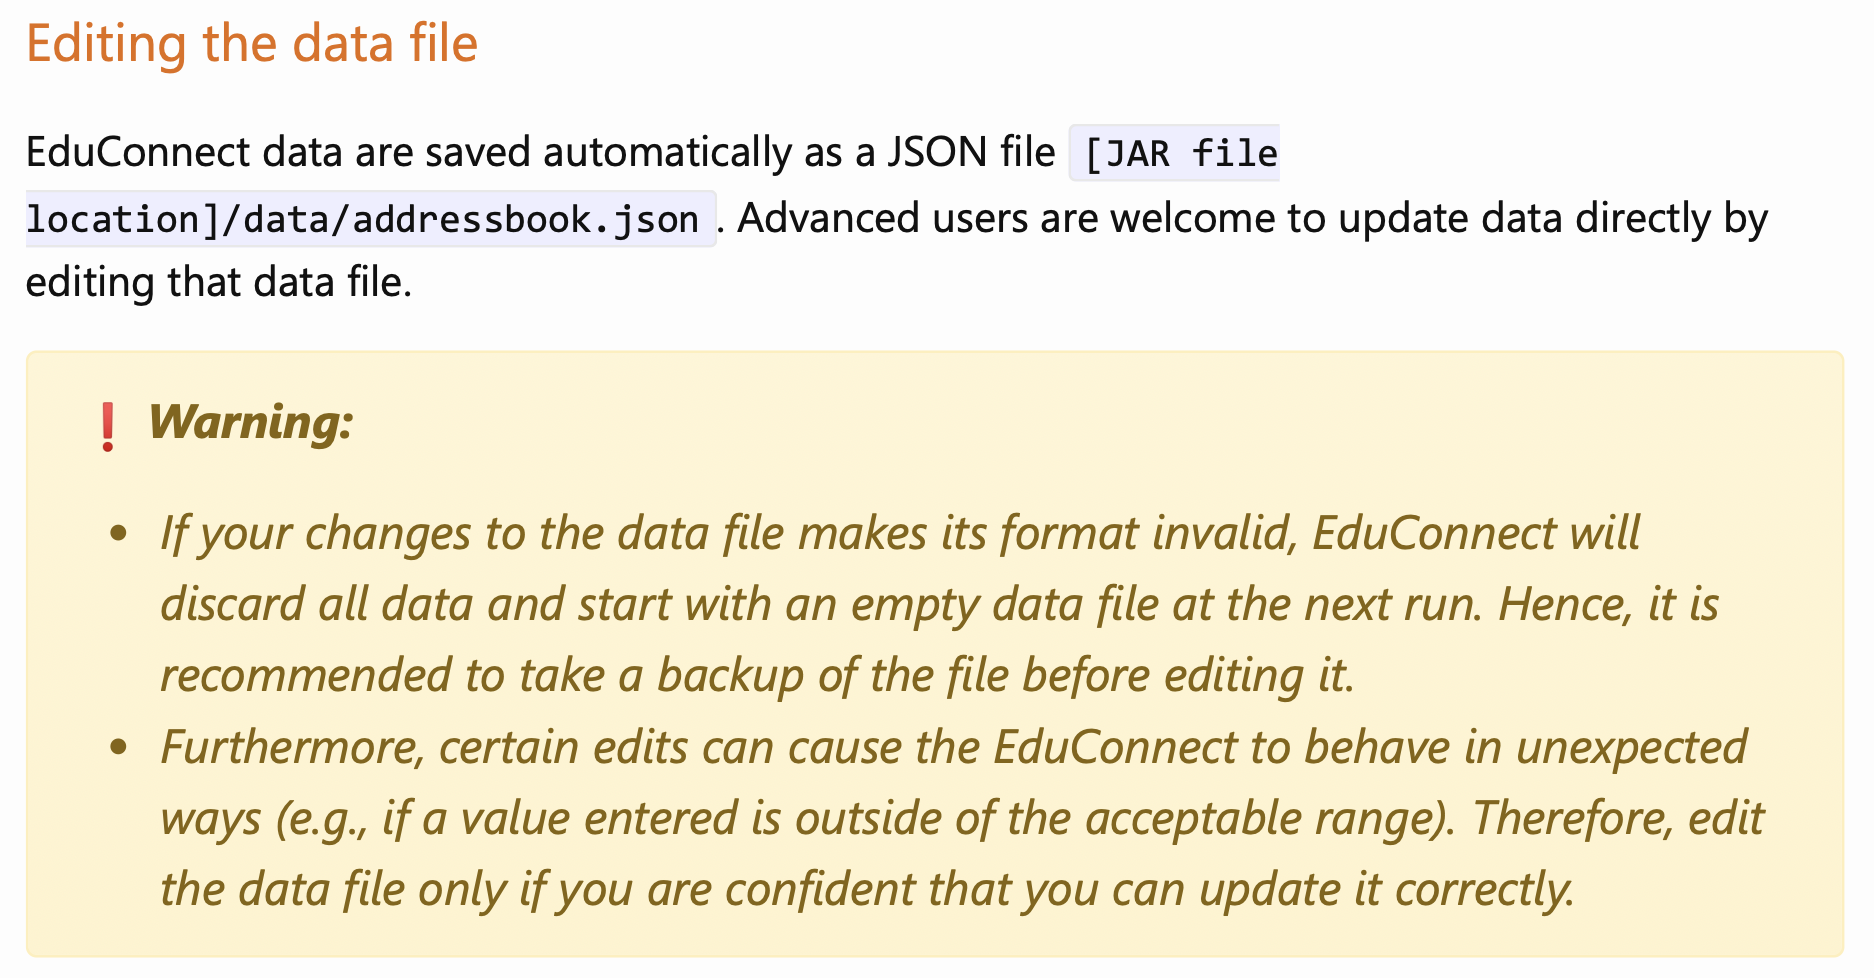 Editing the data file
EduConnect data are saved automatically as a JSON file [JAR file
location]/data/addressbook.json . Advanced users are welcome to update data directly by
editing that data file.
❗ Warning:
• If your changes to the data file makes its format invalid, EduConnect will
discard all data and start with an empty data file at the next run. Hence, it is
recommended to take a backup of the file before editing it.
• Furthermore, certain edits can cause the EduConnect to behave in unexpected
ways (e.g., if a value entered is outside of the acceptable range). Therefore, edit
the data file only if you are confident that you can update it correctly.